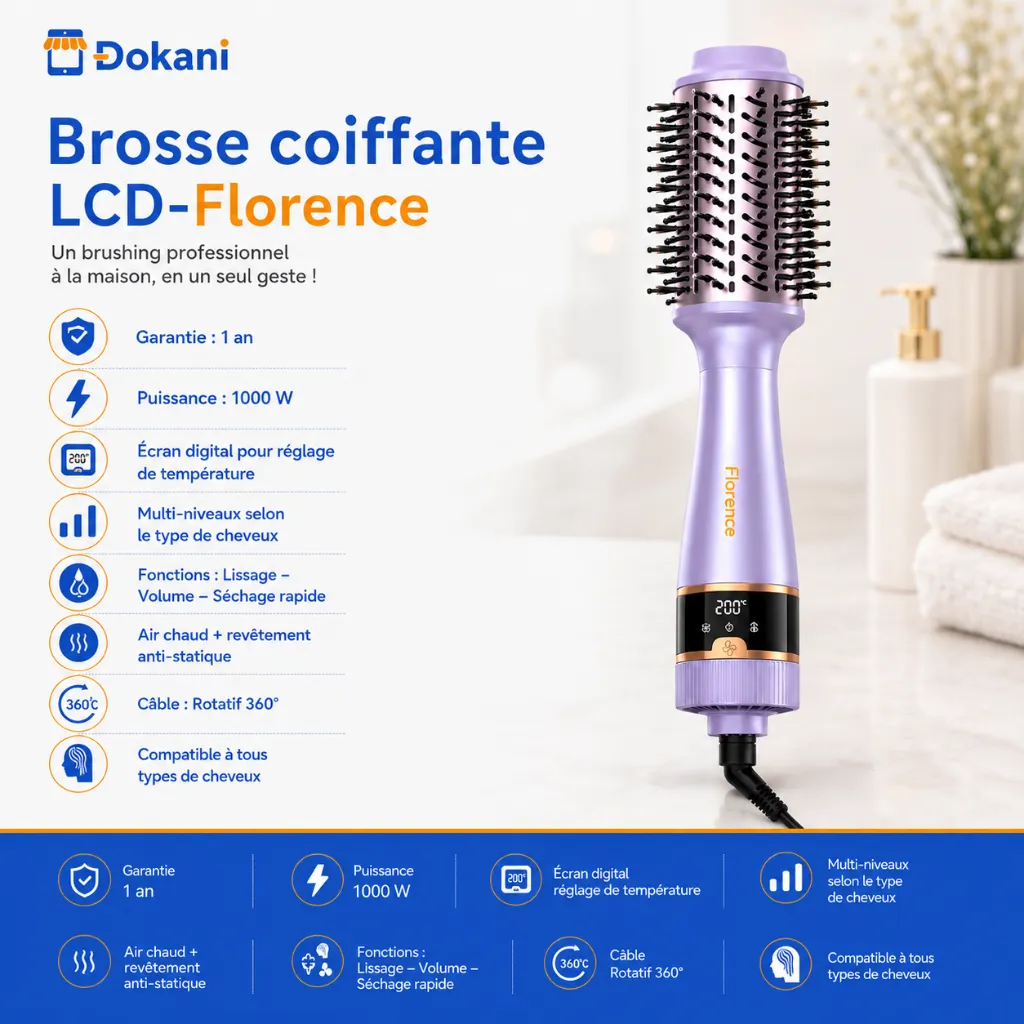 Dokani
Brosse coiffante
LCD-Florence
Un brushing professionnel
à la maison, en un seul geste !
Garantie : 1 an
Puissance : 1000 W
200°
Écran digital pour réglage
de température
Multi-niveaux selon
le type de cheveux
Fonctions : Lissage –
Volume – Séchage rapide
Air chaud + revêtement
anti-statique
360°c
Câble : Rotatif 360°
Compatible à tous
types de cheveux
Florence
200°c
Garantie
1 an
Puissance
1000 W
200°
Écran digital
réglage de température
Multi-niveaux
selon le type
de cheveux
Air chaud +
revêtement
anti-statique
Fonctions :
Lissage – Volume –
Séchage rapide
360°C
Câble
Rotatif 360°
Compatible à tous
types de cheveux